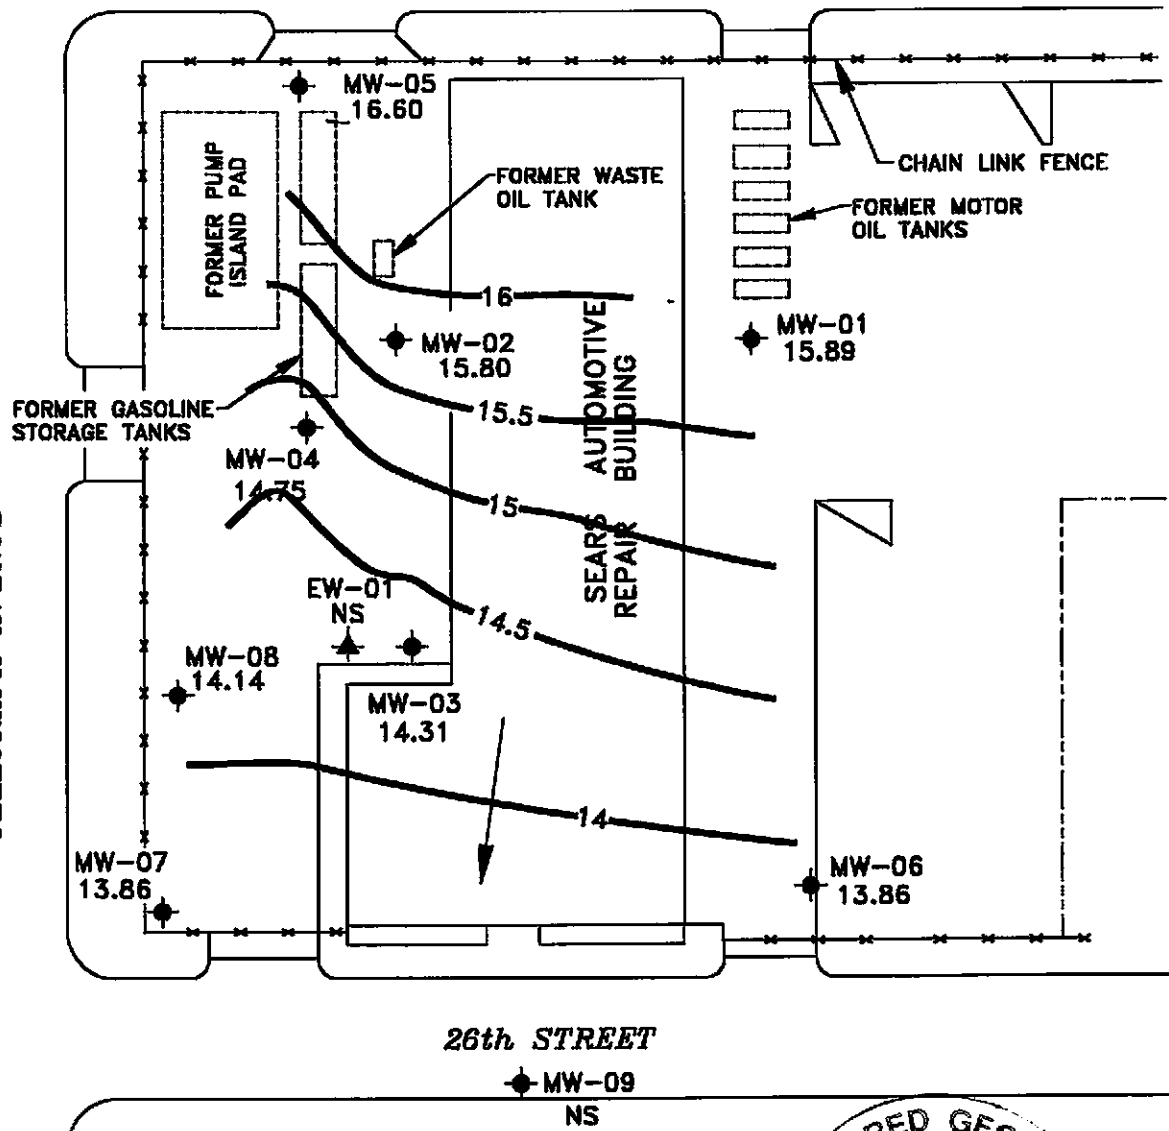 MW-05
16.60
FORMER PUMP
ISLAND PAD
FORMER WASTE
OIL TANK
CHAIN LINK FENCE
FORMER MOTOR
OIL TANKS
16
MW-02
15.80
MW-01
15.89
FORMER GASOLINE
STORAGE TANKS
15.5
MW-04
14.75
15
SEARS AUTOMOTIVE
REPAIR BUILDING
EW-01
NS
14.5
MW-08
14.14
MW-03
14.31
14
MW-07
13.86
MW-06
13.86
26th STREET
MW-09
NS